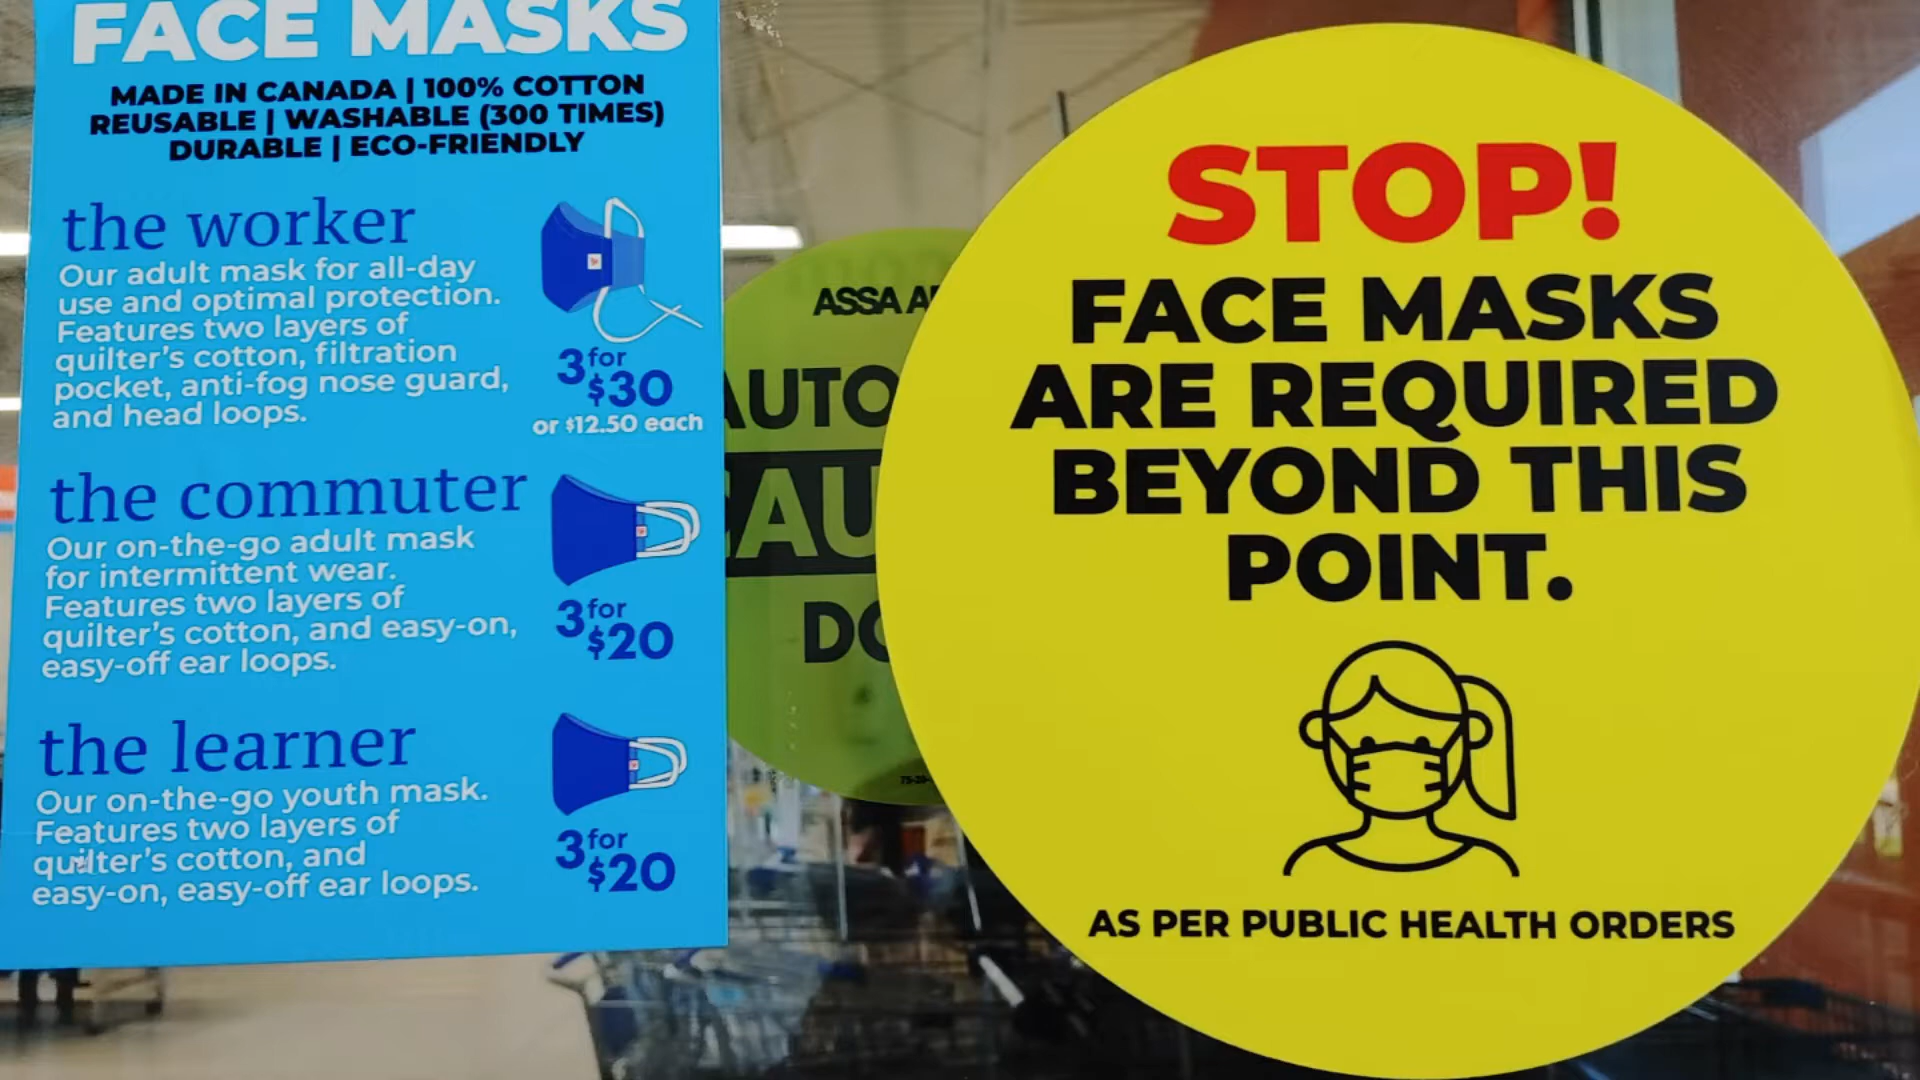 FACE MASKS
MADE IN CANADA | 100% COTTON
REUSABLE | WASHABLE (300 TIMES)
DURABLE | ECO-FRIENDLY
the worker
Our adult mask for all-day
use and optimal protection.
Features two layers of
quilter's cotton, filtration
pocket, anti-fog nose guard,
and head loops.
3 for
$30
or $12.50 each
the commuter
Our on-the-go adult mask
for intermittent wear.
Features two layers of
quilter's cotton, and easy-on,
easy-off ear loops.
3 for
$20
the learner
Our on-the-go youth mask.
Features two layers of
quilter's cotton, and
easy-on, easy-off ear loops.
3 for
$20
ASSA A
AUTO
CAU
DO
STOP!
FACE MASKS
ARE REQUIRED
BEYOND THIS
POINT.
AS PER PUBLIC HEALTH ORDERS